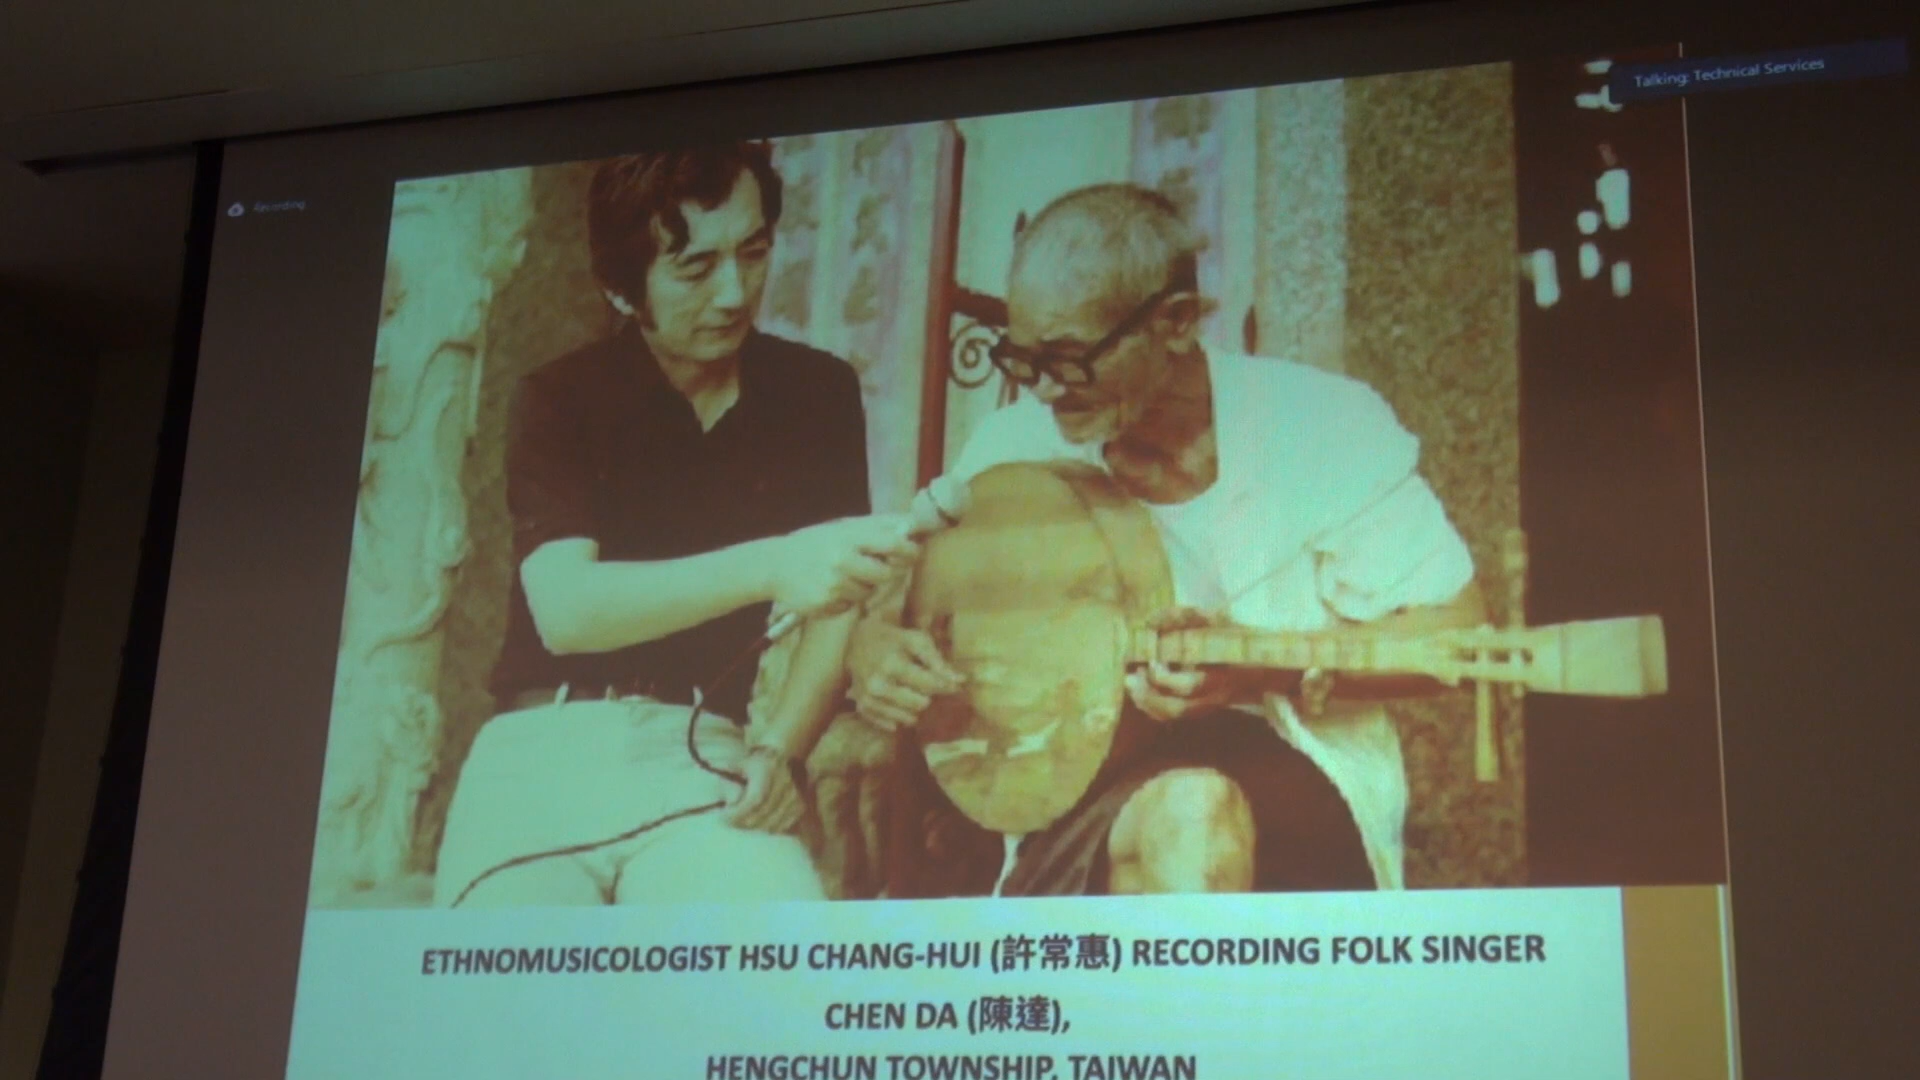 Talking: Technical Services
Recording
ETHNOMUSICOLOGIST HSU CHANG-HUI (許常惠) RECORDING FOLK SINGER
CHEN DA (陳達),
HENGCHUN TOWNSHIP, TAIWAN